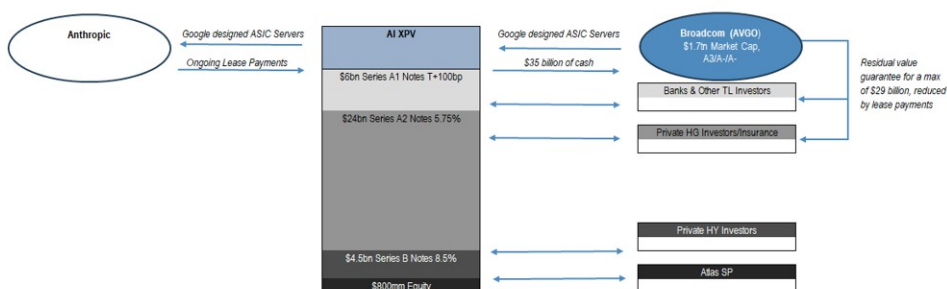 Anthropic
Google designed ASIC Servers
Ongoing Lease Payments
AI XPV
$6bn Series A1 Notes T+100bp
$24bn Series A2 Notes 5.75%
$4.5bn Series B Notes 8.5%
$800mm Equity
Google designed ASIC Servers
$35 billion of cash
Broadcom (AVGO)
$1.7tn Market Cap,
A3/A-/A-
Banks & Other TL Investors
Private HG Investors/Insurance
Private HY Investors
Atlas SP
Residual value
guarantee for a max
of $29 billion, reduced
by lease payments